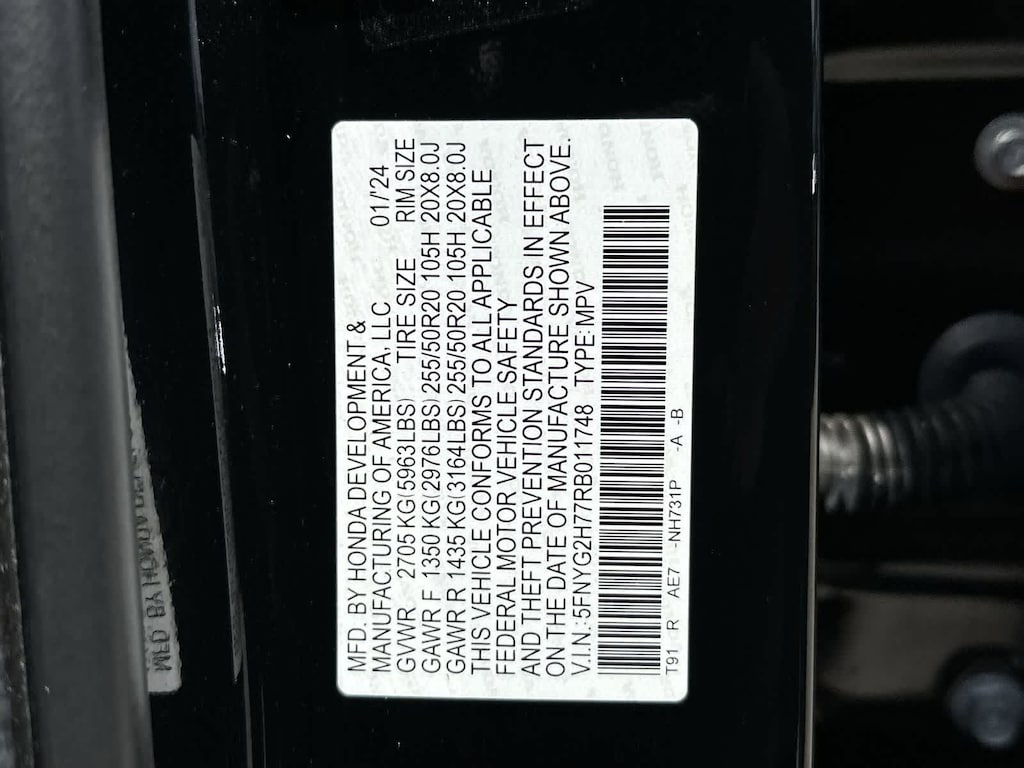 MFD. BY HONDA DEVELOPMENT &
MANUFACTURING OF AMERICA, LLC 01/'24
GVWR 2705 KG(5963LBS) TIRE SIZE RIM SIZE
GAWR F 1350 KG(2976LBS) 255/50R20 105H 20X8.0J
GAWR R 1435 KG(3164LBS) 255/50R20 105H 20X8.0J
THIS VEHICLE CONFORMS TO ALL APPLICABLE
FEDERAL MOTOR VEHICLE SAFETY
AND THEFT PREVENTION STANDARDS IN EFFECT
ON THE DATE OF MANUFACTURE SHOWN ABOVE.
V.I.N.:5FNYG2H77RB011748 TYPE:MPV
T91 R AE7 -NH731P -A -B
MFD BY HONDA